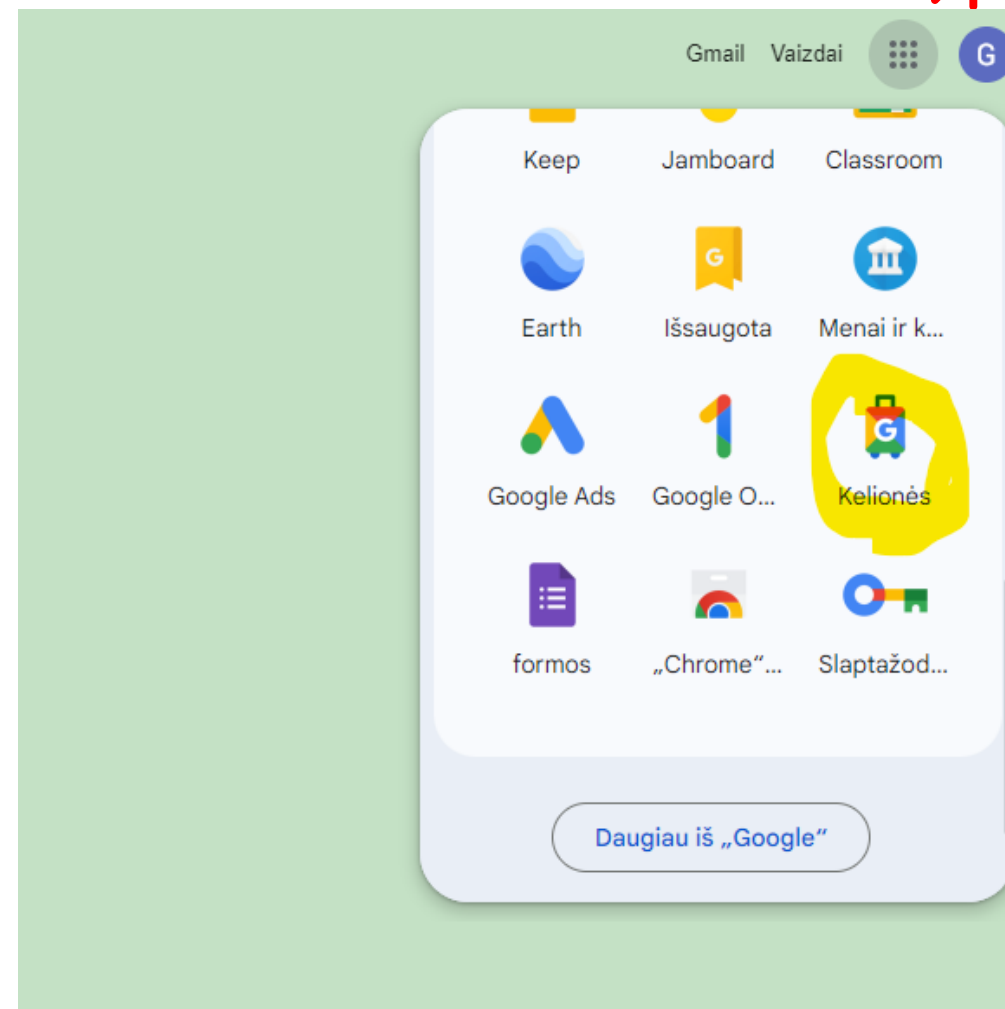 Gmail Vaizdai G
Keep Jamboard Classroom
G
Earth Išsaugota Menai ir k...
G
Google Ads Google O... Kelionės
formos „Chrome“... Slaptažod...
Daugiau iš „Google“